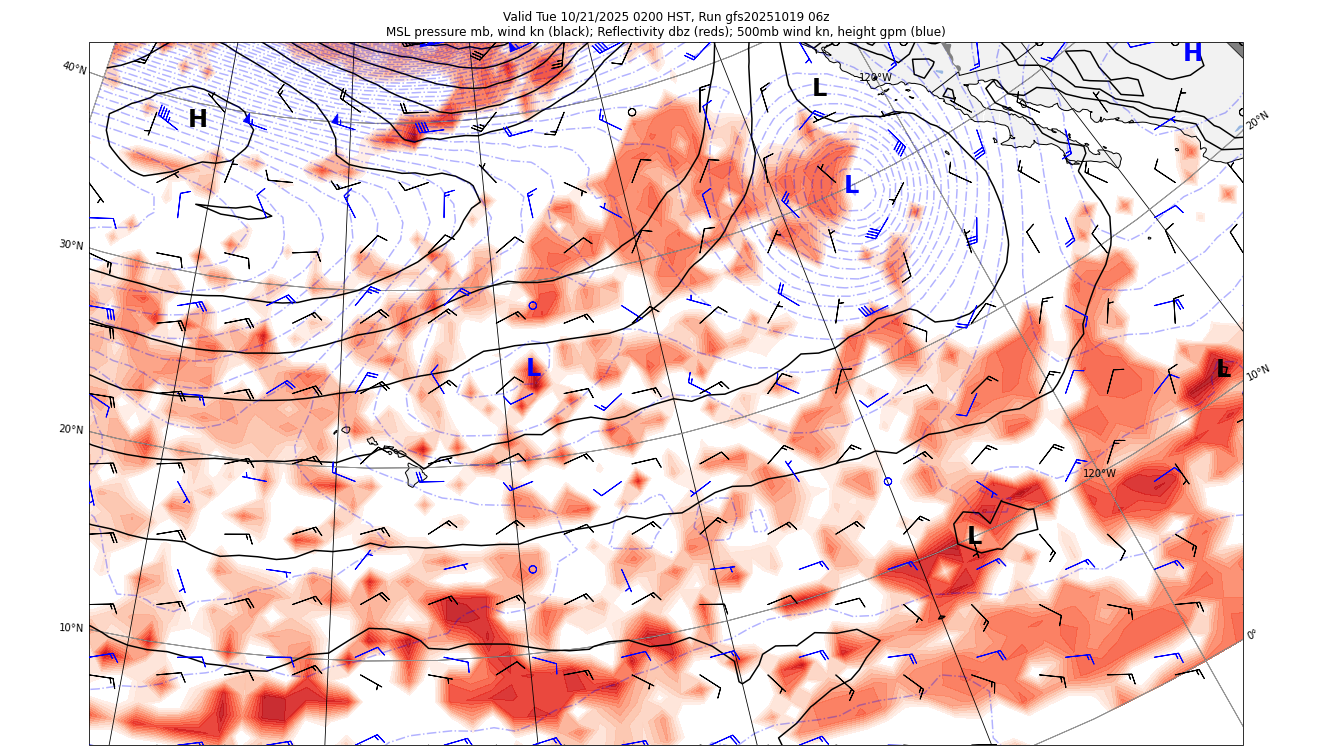 Valid Tue 10/21/2025 0200 HST, Run gfs20251019 06z
MSL pressure mb, wind kn (black); Reflectivity dbz (reds); 500mb wind kn, height gpm (blue)
H
L
120°W
40°N
H
20°N
L
30°N
L
L
10°N
20°N
120°W
L
10°N
0°